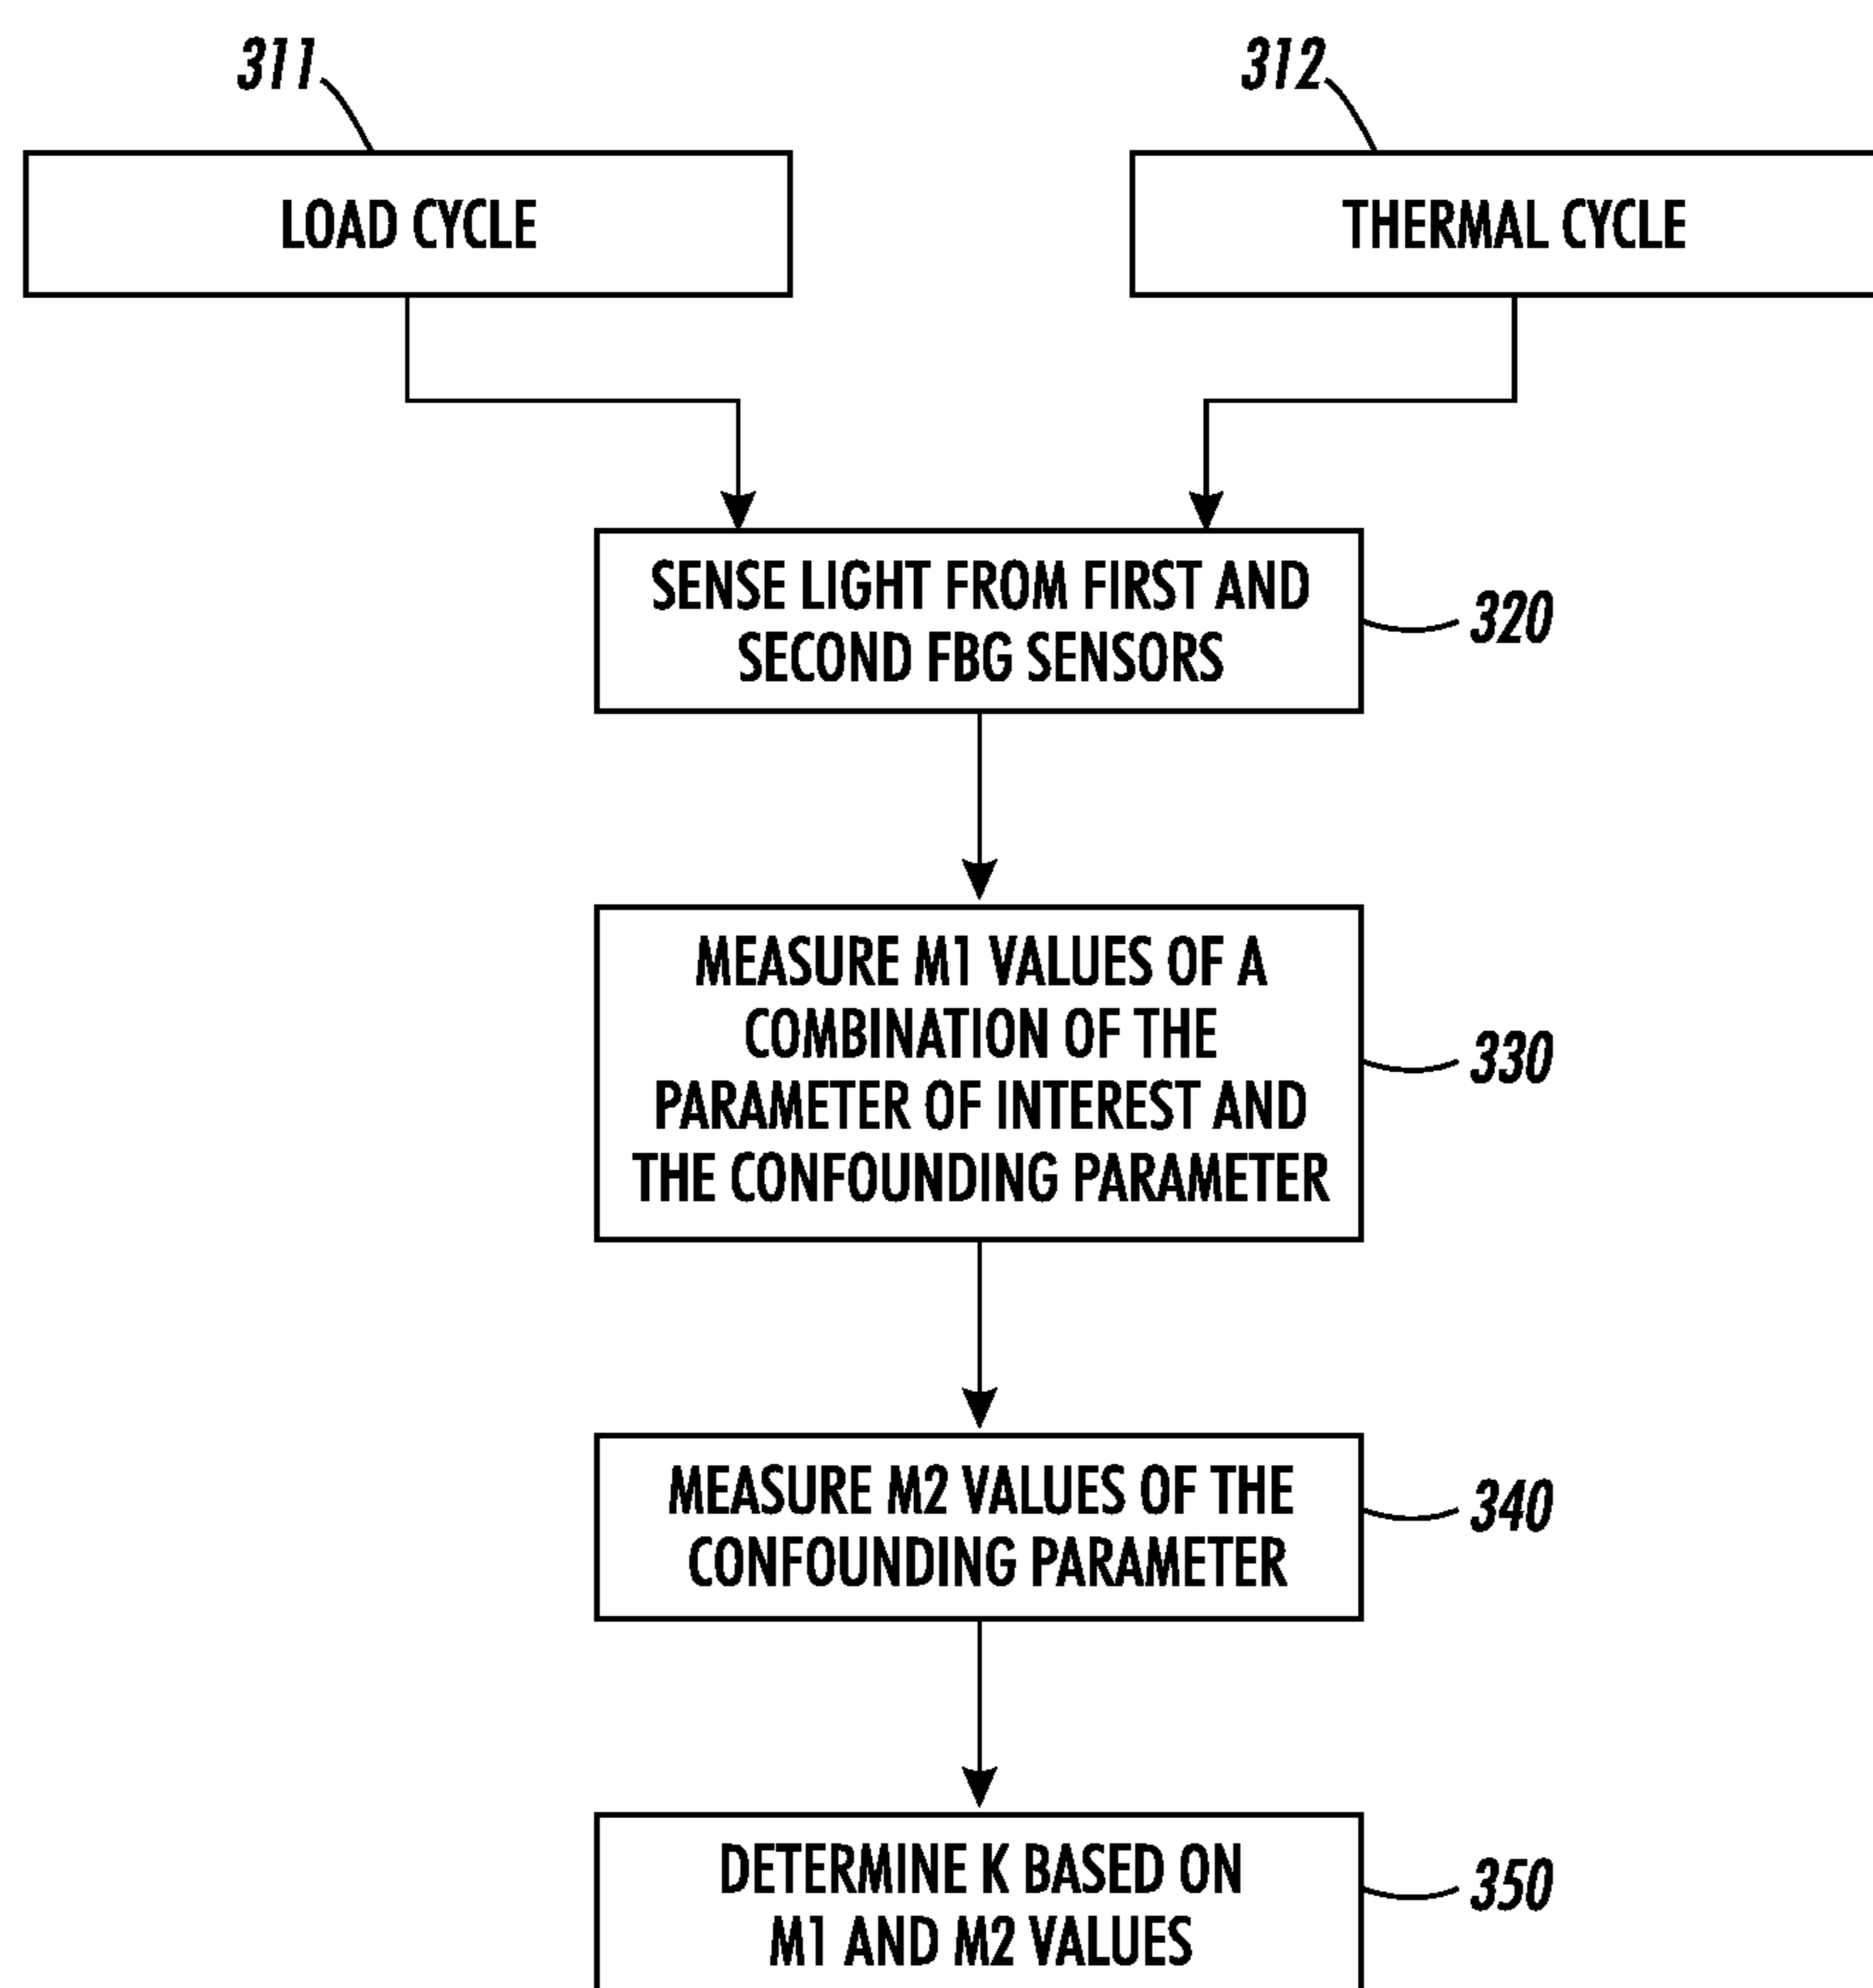 311
312
LOAD CYCLE
THERMAL CYCLE
SENSE LIGHT FROM FIRST AND
SECOND FBG SENSORS
320
MEASURE M1 VALUES OF A
COMBINATION OF THE
PARAMETER OF INTEREST AND
THE CONFOUNDING PARAMETER
330
MEASURE M2 VALUES OF THE
CONFOUNDING PARAMETER
340
DETERMINE K BASED ON
M1 AND M2 VALUES
350